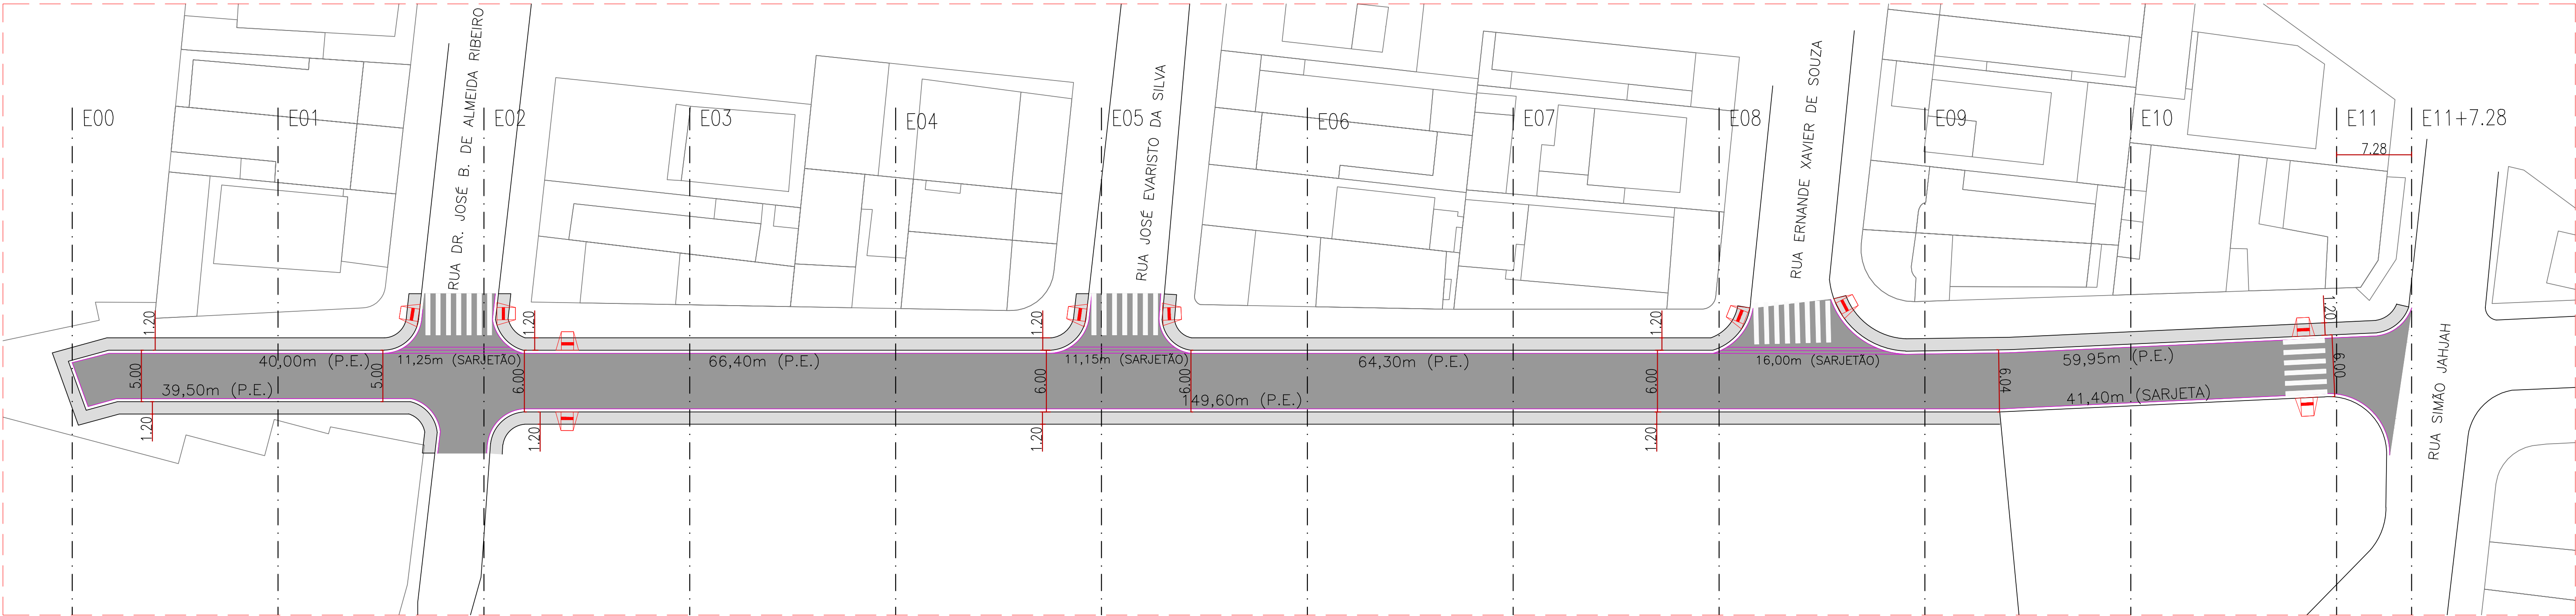 E00
E01
E02
E03
E04
E05
E06
E07
E08
E09
E10
E11
E11+7.28
7.28
RUA DR. JOSÉ B. DE ALMEIDA RIBEIRO
RUA JOSÉ EVARISTO DA SILVA
RUA ERNANDE XAVIER DE SOUZA
RUA SIMÃO JAHJAH
1.20
1.20
1.20
1.20
1.20
40,00m (P.E.)
11,25m (SARJETÃO)
66,40m (P.E.)
11,15m (SARJETÃO)
64,30m (P.E.)
16,00m (SARJETÃO)
59,95m (P.E.)
5.00
5.00
6.00
6.00
6.00
6.00
6.04
6.00
39,50m (P.E.)
149,60m (P.E.)
41,40m (SARJETA)
1.20
1.20
1.20
1.20